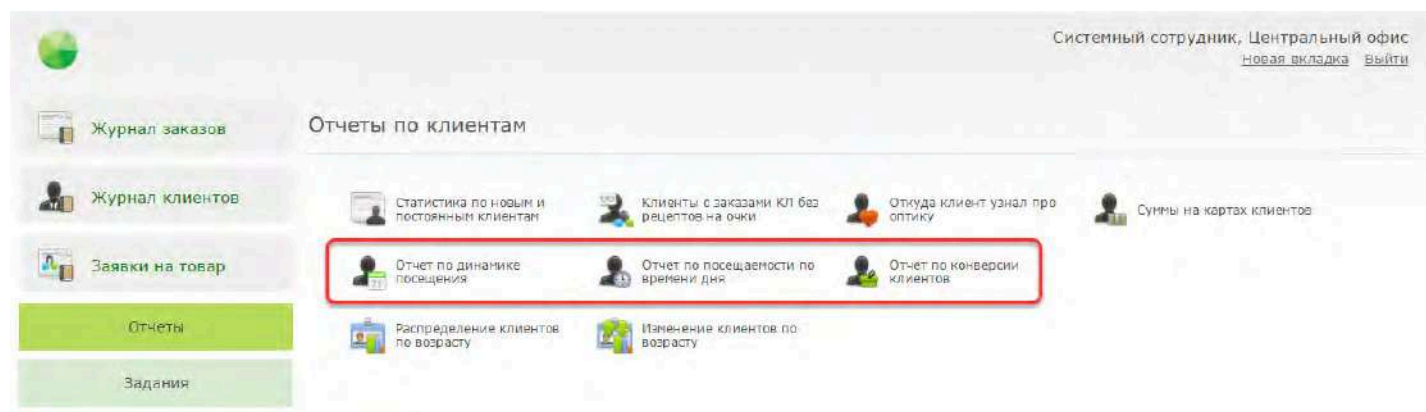 Системный сотрудник, Центральный офис
Новая вкладка Выйти
Журнал заказов
Отчеты по клиентам
Журнал клиентов
Статистика по новым и
постоянным клиентам
Клиенты с заказами КЛ без
рецептов на очки
Откуда клиент узнал про
оптику
Суммы на картах клиентов
Заявки на товар
Отчет по динамике
посещения
Отчет по посещаемости по
времени дня
Отчет по конверсии
клиентов
Отчеты
Распределение клиентов
по возрасту
Изменение клиентов по
возрасту
Задания